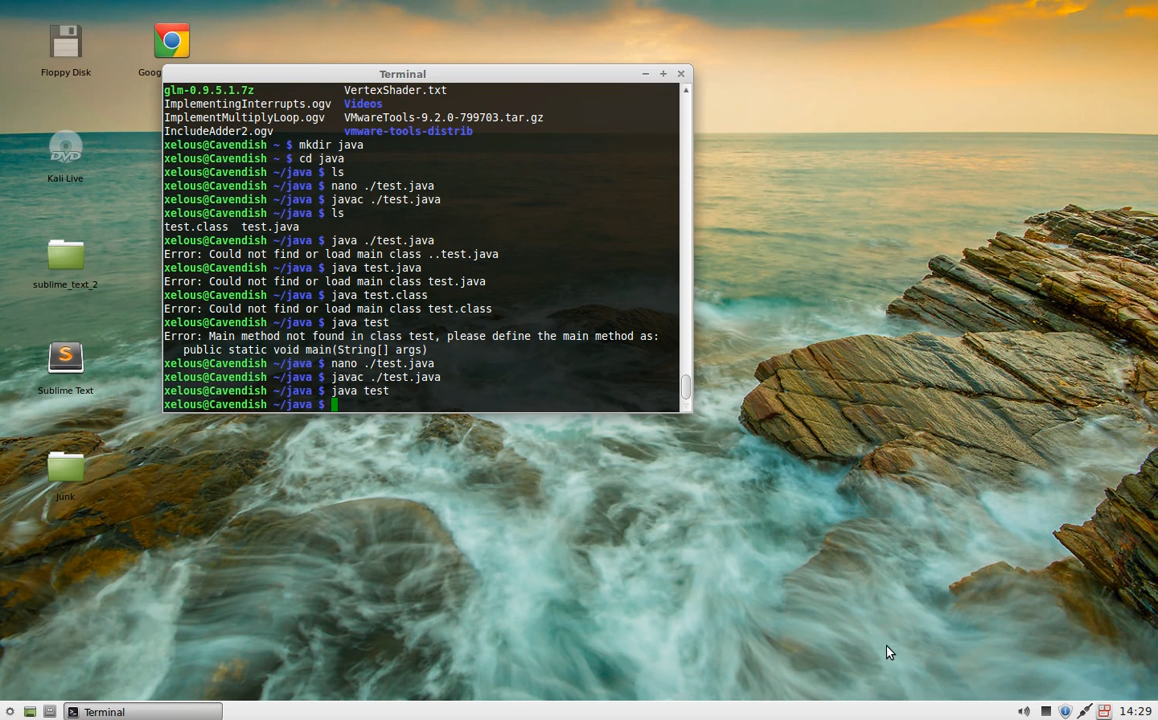 Floppy Disk
Goog
Kali Live
sublime_text_2
Sublime Text
Junk
Terminal
glm-0.9.5.1.7z VertexShader.txt
ImplementingInterrupts.ogv Videos
ImplementMultiplyLoop.ogv VMwareTools-9.2.0-799703.tar.gz
IncludeAdder2.ogv vmware-tools-distrib
xelous@Cavendish ~ $ mkdir java
xelous@Cavendish ~ $ cd java
xelous@Cavendish ~/java $ ls
xelous@Cavendish ~/java $ nano ./test.java
xelous@Cavendish ~/java $ javac ./test.java
xelous@Cavendish ~/java $ ls
test.class test.java
xelous@Cavendish ~/java $ java ./test.java
Error: Could not find or load main class ..test.java
xelous@Cavendish ~/java $ java test.java
Error: Could not find or load main class test.java
xelous@Cavendish ~/java $ java test.class
Error: Could not find or load main class test.class
xelous@Cavendish ~/java $ java test
Error: Main method not found in class test, please define the main method as:
public static void main(String[] args)
xelous@Cavendish ~/java $ nano ./test.java
xelous@Cavendish ~/java $ javac ./test.java
xelous@Cavendish ~/java $ java test
xelous@Cavendish ~/java $
Terminal
14:29